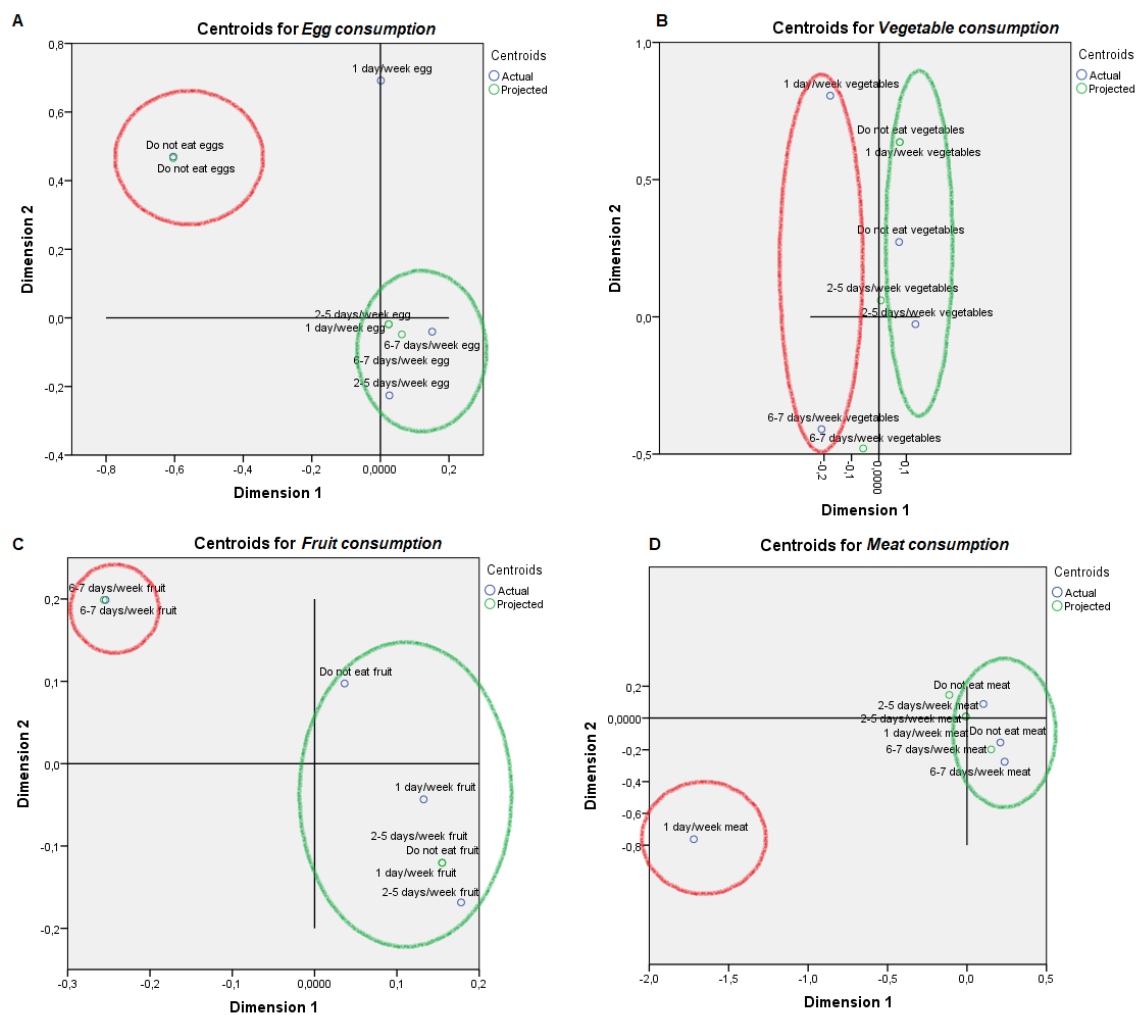 A
Centroids for Egg consumption
Centroids
Actual
Projected
0,8
0,6
0,4
0,2
0,0
-0,2
-0,4
Dimension 2
1 day/week egg
Do not eat eggs
Do not eat eggs
2-5 days/week egg
1 day/week egg
6-7 days/week egg
6-7 days/week egg
2-5 days/week egg
-0,8
-0,6
-0,4
-0,2
0,0000
0,2
Dimension 1
B
Centroids for Vegetable consumption
Centroids
Actual
Projected
1,0
0,5
0,0
-0,5
Dimension 2
1 day/week vegetables
Do not eat vegetables
1 day/week vegetables
Do not eat vegetables
2-5 days/week vegetables
2-5 days/week vegetables
6-7 days/week vegetables
6-7 days/week vegetables
-0,2
-0,1
0,0000
0,1
Dimension 1
C
Centroids for Fruit consumption
Centroids
Actual
Projected
0,2
0,1
0,0
-0,1
-0,2
Dimension 2
6-7 days/week fruit
6-7 days/week fruit
Do not eat fruit
1 day/week fruit
2-5 days/week fruit
Do not eat fruit
1 day/week fruit
2-5 days/week fruit
-0,3
-0,2
-0,1
0,0000
0,1
0,2
Dimension 1
D
Centroids for Meat consumption
Centroids
Actual
Projected
0,2
0,0000
-0,2
-0,4
-0,6
-0,8
Dimension 2
Do not eat meat
2-5 days/week meat
2-5 days/week meat
1 day/week meat
Do not eat meat
6-7 days/week meat
6-7 days/week meat
1 day/week meat
-2,0
-1,5
-1,0
-0,5
0,0
0,5
Dimension 1